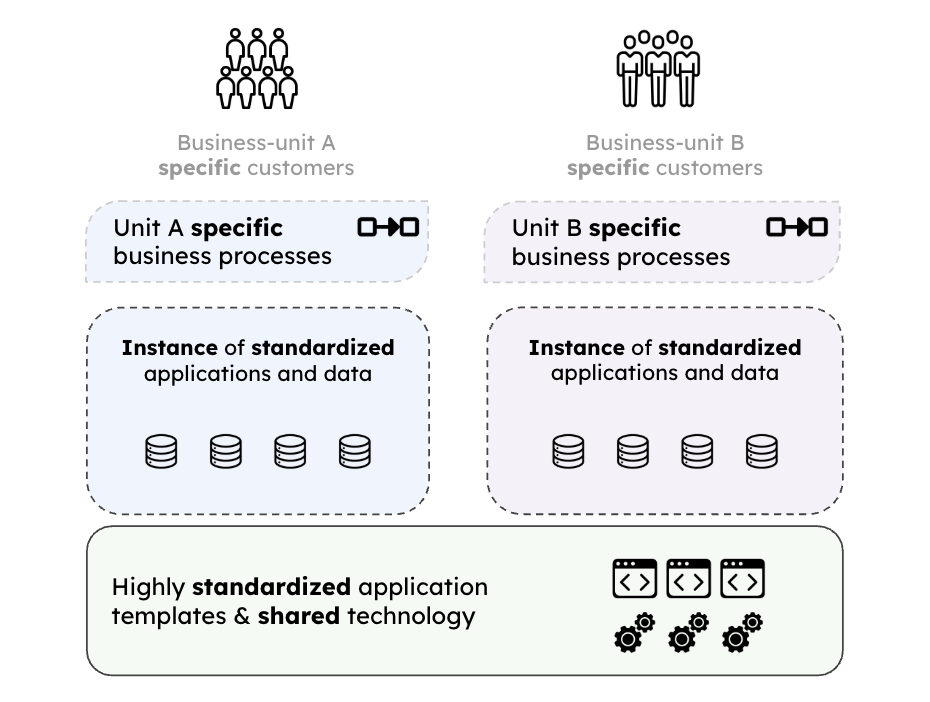 Business-unit A
specific customers
Business-unit B
specific customers
Unit A specific
business processes
Unit B specific
business processes
Instance of standardized
applications and data
Instance of standardized
applications and data
Highly standardized application
templates & shared technology